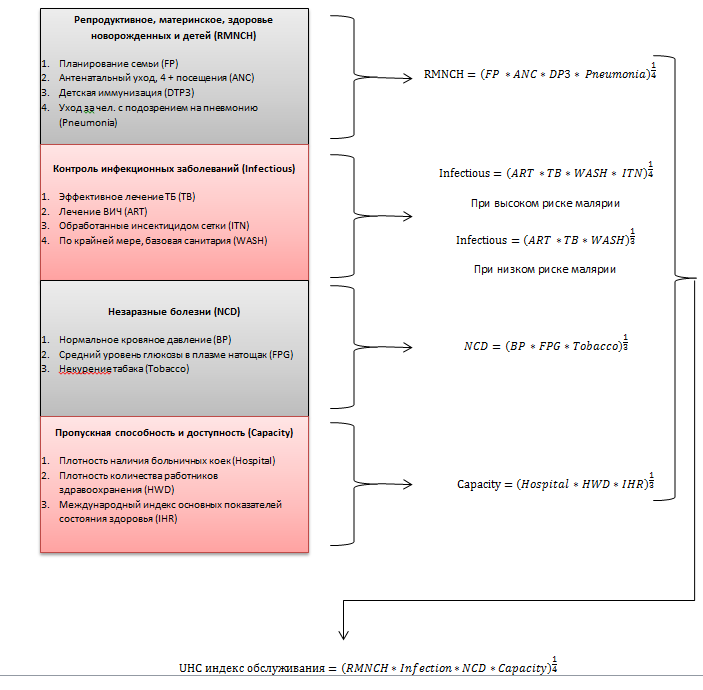 Репродуктивное, материнское, здоровье
новорожденных и детей (RMNCH)
1. Планирование семьи (FP)
2. Антенатальный уход, 4 + посещения (ANC)
3. Детская иммунизация (DTP3)
4. Уход за чел. с подозрением на пневмонию
(Pneumonia)
RMNCH = (FP * ANC * DP3 * Pneumonia)^1/4
Контроль инфекционных заболеваний (Infectious)
1. Эффективное лечение ТБ (TB)
2. Лечение ВИЧ (ART)
3. Обработанные инсектицидом сетки (ITN)
4. По крайней мере, базовая санитария (WASH)
Infectious = (ART * TB * WASH * ITN)^1/4
При высоком риске малярии
Infectious = (ART * TB * WASH)^1/3
При низком риске малярии
Незаразные болезни (NCD)
1. Нормальное кровяное давление (BP)
2. Средний уровень глюкозы в плазме натощак (FPG)
3. Некурение табака (Tobacco)
NCD = (BP * FPG * Tobacco)^1/3
Пропускная способность и доступность (Capacity)
1. Плотность наличия больничных коек (Hospital)
2. Плотность количества работников
здравоохранения (HWD)
3. Международный индекс основных показателей
состояния здоровья (IHR)
Capacity = (Hospital * HWD * IHR)^1/3
UHC индекс обслуживания = (RMNCH * Infection * NCD * Capacity)^1/4